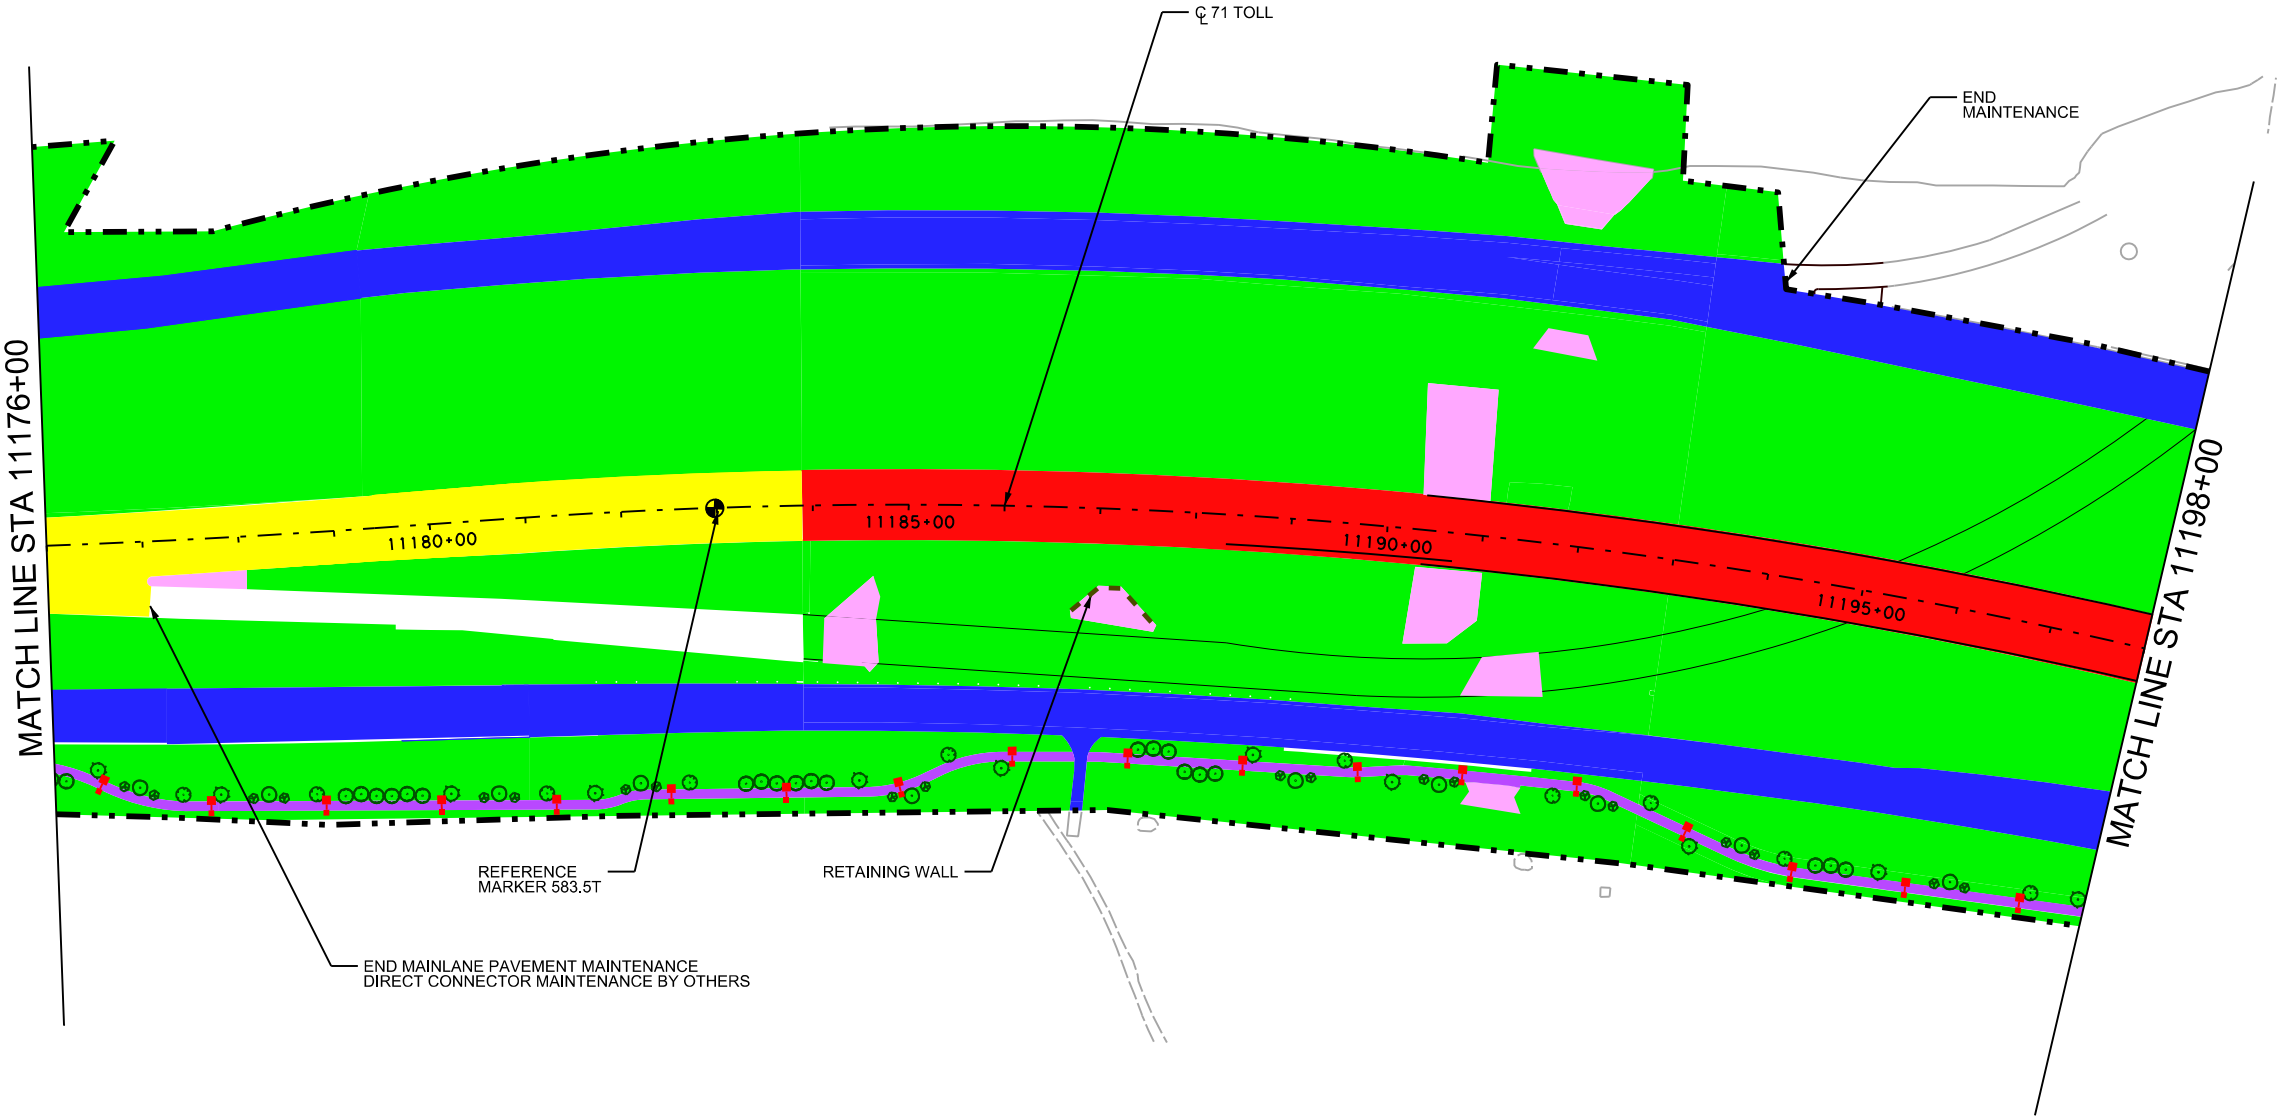 ℄ 71 TOLL
END
MAINTENANCE
MATCH LINE STA 11176+00
11180+00
11185+00
11190+00
11195+00
MATCH LINE STA 11198+00
REFERENCE
MARKER 583.5T
RETAINING WALL
END MAINLANE PAVEMENT MAINTENANCE
DIRECT CONNECTOR MAINTENANCE BY OTHERS